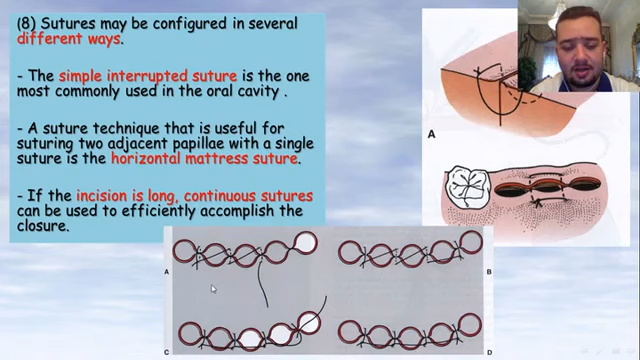 (8) Sutures may be configured in several
different ways.
- The simple interrupted suture is the one
most commonly used in the oral cavity .
- A suture technique that is useful for
suturing two adjacent papillae with a single
suture is the horizontal mattress suture.
- If the incision is long, continuous sutures
can be used to efficiently accomplish the
closure.
A
A
B
C
D